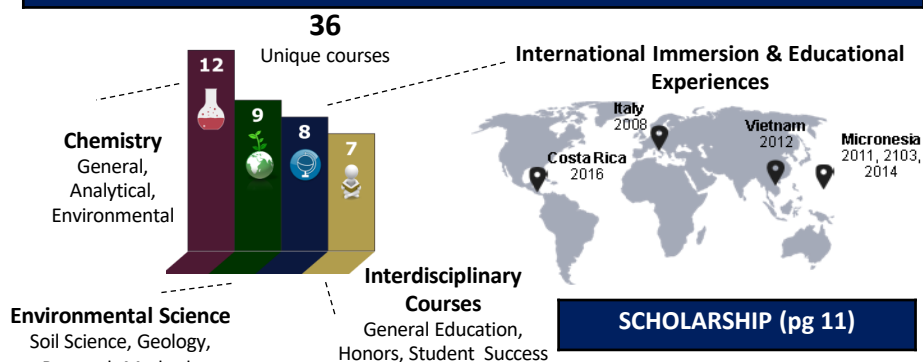 36
Unique courses
12
9
8
7
Chemistry
General,
Analytical,
Environmental
Environmental Science
Soil Science, Geology,
Interdisciplinary
Courses
General Education,
Honors, Student Success
International Immersion & Educational
Experiences
Italy
2008
Vietnam
2012
Micronesia
2011, 2103,
2014
Costa Rica
2016
SCHOLARSHIP (pg 11)